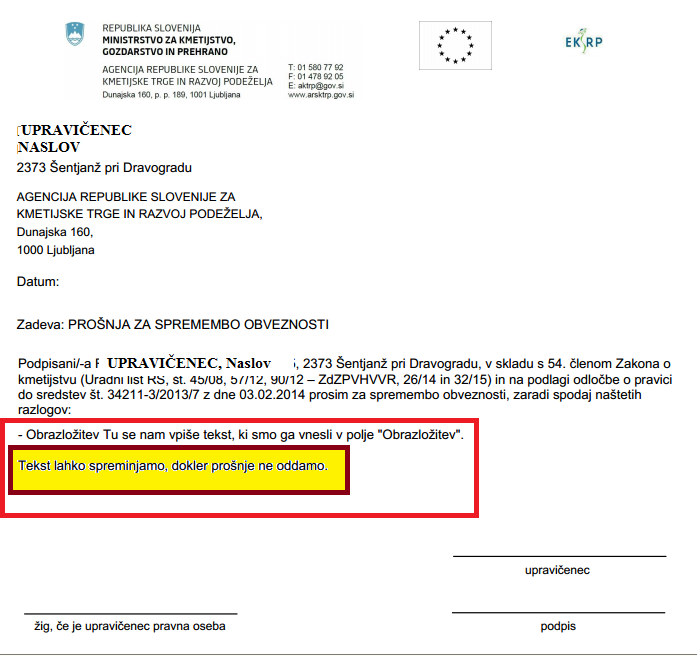 REPUBLIKA SLOVENIJA
MINISTRSTVO ZA KMETIJSTVO,
GOZDARSTVO IN PREHRANO
AGENCIJA REPUBLIKE SLOVENIJE ZA
KMETIJSKE TRGE IN RAZVOJ PODEŽELJA
Dunajska 160, p. p. 189, 1001 Ljubljana
T: 01 580 77 92
F: 01 478 92 05
E: aktrp@gov.si
www.arsktrp.gov.si
EKSRP
UPRAVIČENEC
NASLOV
2373 Šentjanž pri Dravogradu
AGENCIJA REPUBLIKE SLOVENIJE ZA
KMETIJSKE TRGE IN RAZVOJ PODEŽELJA,
Dunajska 160,
1000 Ljubljana
Datum:
Zadeva: PROŠNJA ZA SPREMEMBO OBVEZNOSTI
Podpisani/-a UPRAVIČENEC, Naslov , 2373 Šentjanž pri Dravogradu, v skladu s 54. členom Zakona o
kmetijstvu (Uradni list RS, št. 45/08, 57/12, 90/12 – ZdZPVHVVR, 26/14 in 32/15) in na podlagi odločbe o pravici
do sredstev št. 34211-3/2013/7 z dne 03.02.2014 prosim za spremembo obveznosti, zaradi spodaj naštetih
razlogov:
- Obrazložitev Tu se nam vpiše tekst, ki smo ga vnesli v polje "Obrazložitev".
Tekst lahko spreminjamo, dokler prošnje ne oddamo.
upravičenec
žig, če je upravičenec pravna oseba
podpis